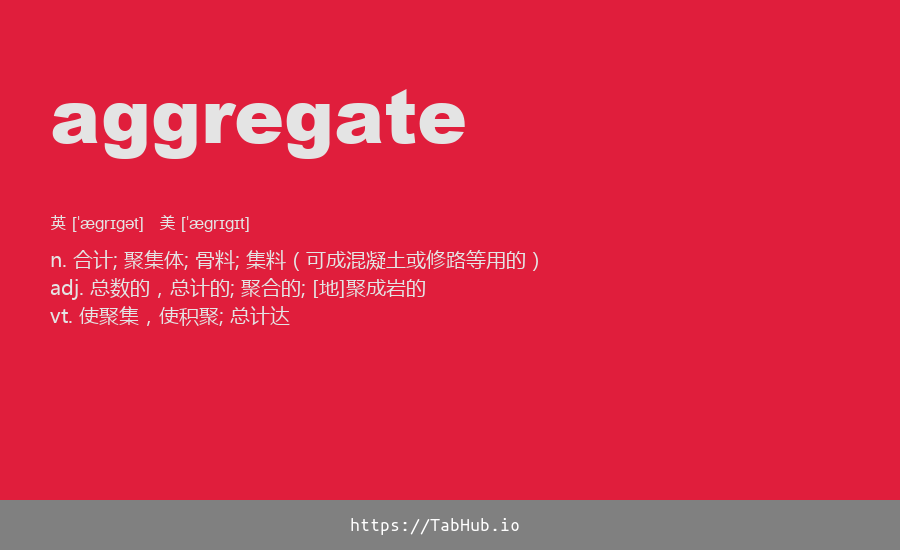 aggregate
英 ['ægrɪgət] 美 ['ægrɪgɪt]
n. 合计; 聚集体; 骨料; 集料（可成混凝土或修路等用的）
adj. 总数的，总计的; 聚合的; [地]聚成岩的
vt. 使聚集，使积聚; 总计达
https://TabHub.io